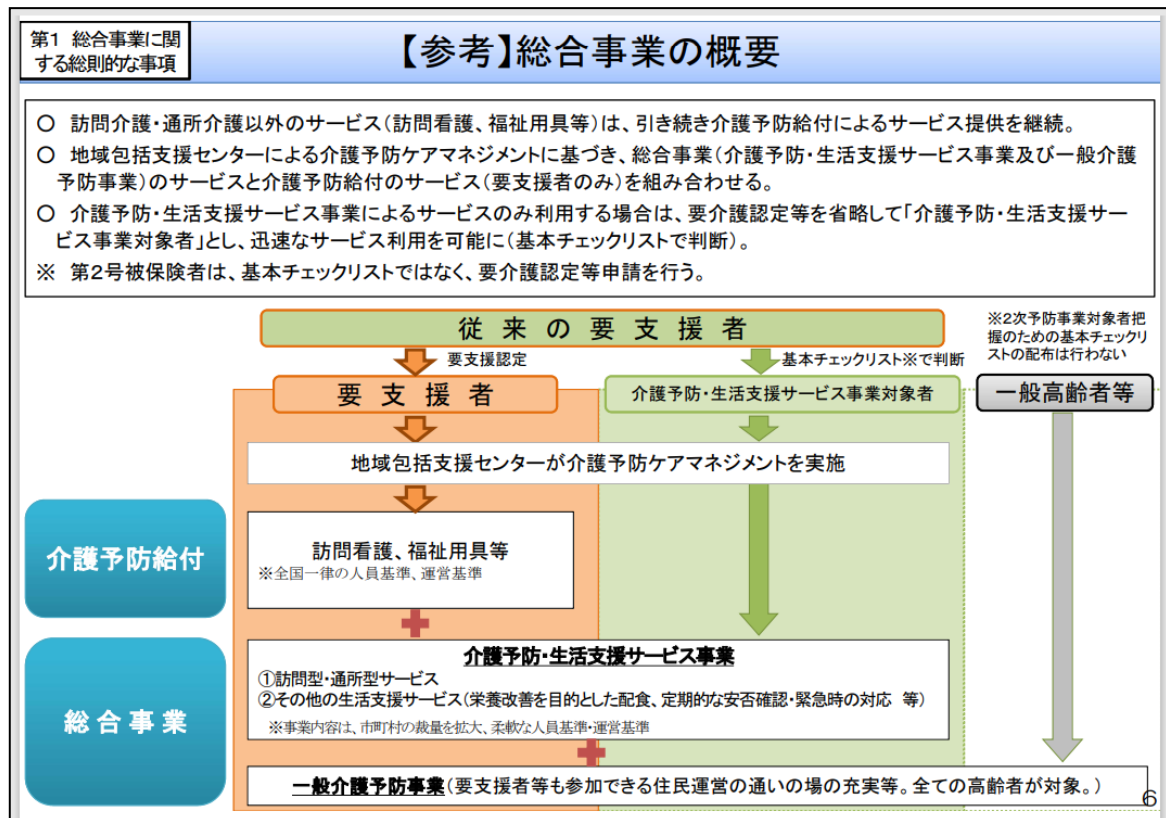 第1 総合事業に関
する総則的な事項
【参考】総合事業の概要
○ 訪問介護・通所介護以外のサービス(訪問看護、福祉用具等)は、引き続き介護予防給付によるサービス提供を継続。
○ 地域包括支援センターによる介護予防ケアマネジメントに基づき、総合事業(介護予防・生活支援サービス事業及び一般介護
予防事業)のサービスと介護予防給付のサービス(要支援者のみ)を組み合わせる。
○ 介護予防・生活支援サービス事業によるサービスのみ利用する場合は、要介護認定等を省略して「介護予防・生活支援サー
ビス事業対象者」とし、迅速なサービス利用を可能に(基本チェックリストで判断)。
※ 第2号被保険者は、基本チェックリストではなく、要介護認定等申請を行う。
従来の要支援者
※2次予防事業対象者把
握のための基本チェックリ
ストの配布は行わない
要支援認定
基本チェックリスト※で判断
要支援者
介護予防・生活支援サービス事業対象者
一般高齢者等
地域包括支援センターが介護予防ケアマネジメントを実施
介護予防給付
訪問看護、福祉用具等
※全国一律の人員基準、運営基準
総合事業
介護予防・生活支援サービス事業
①訪問型・通所型サービス
②その他の生活支援サービス(栄養改善を目的とした配食、定期的な安否確認・緊急時の対応 等)
※事業内容は、市町村の裁量を拡大、柔軟な人員基準・運営基準
一般介護予防事業(要支援者等も参加できる住民運営の通いの場の充実等。全ての高齢者が対象。)
6